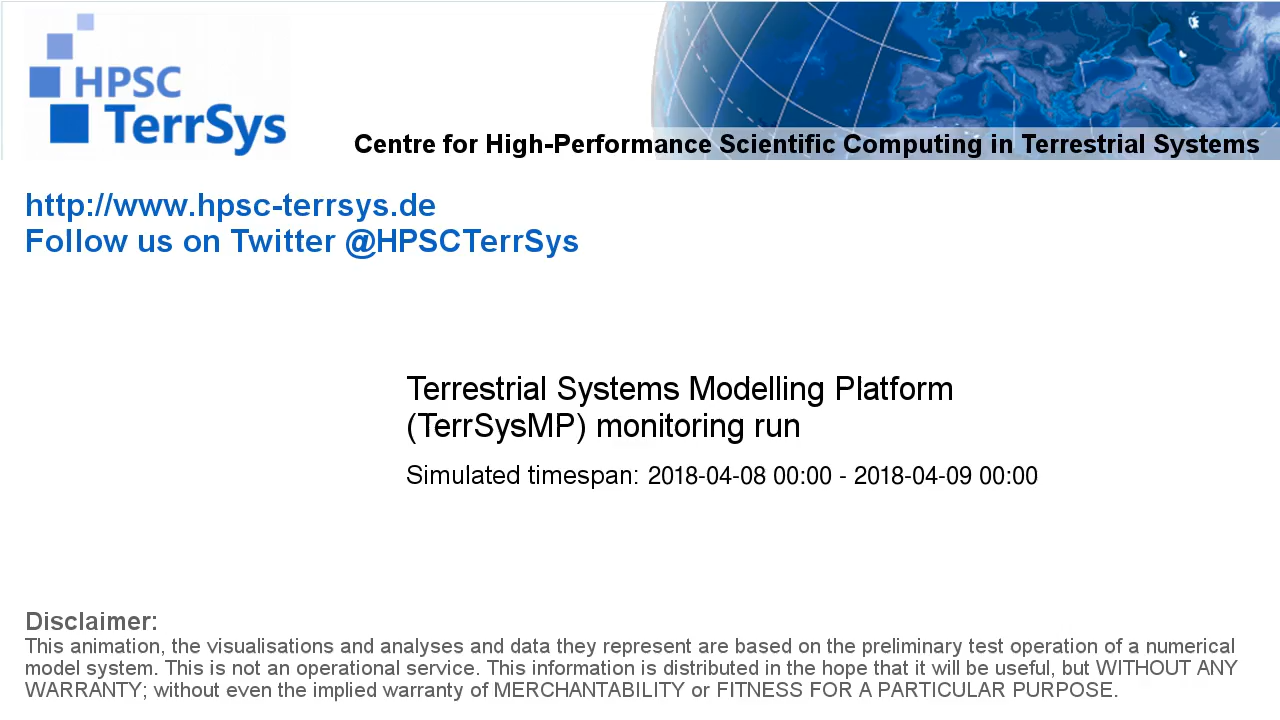 HPSC
TerrSys
Centre for High-Performance Scientific Computing in Terrestrial Systems
http://www.hpsc-terrsys.de
Follow us on Twitter @HPSCTerrSys
Terrestrial Systems Modelling Platform
(TerrSysMP) monitoring run
Simulated timespan: 2018-04-08 00:00 - 2018-04-09 00:00
Disclaimer:
This animation, the visualisations and analyses and data they represent are based on the preliminary test operation of a numerical
model system. This is not an operational service. This information is distributed in the hope that it will be useful, but WITHOUT ANY
WARRANTY; without even the implied warranty of MERCHANTABILITY or FITNESS FOR A PARTICULAR PURPOSE.